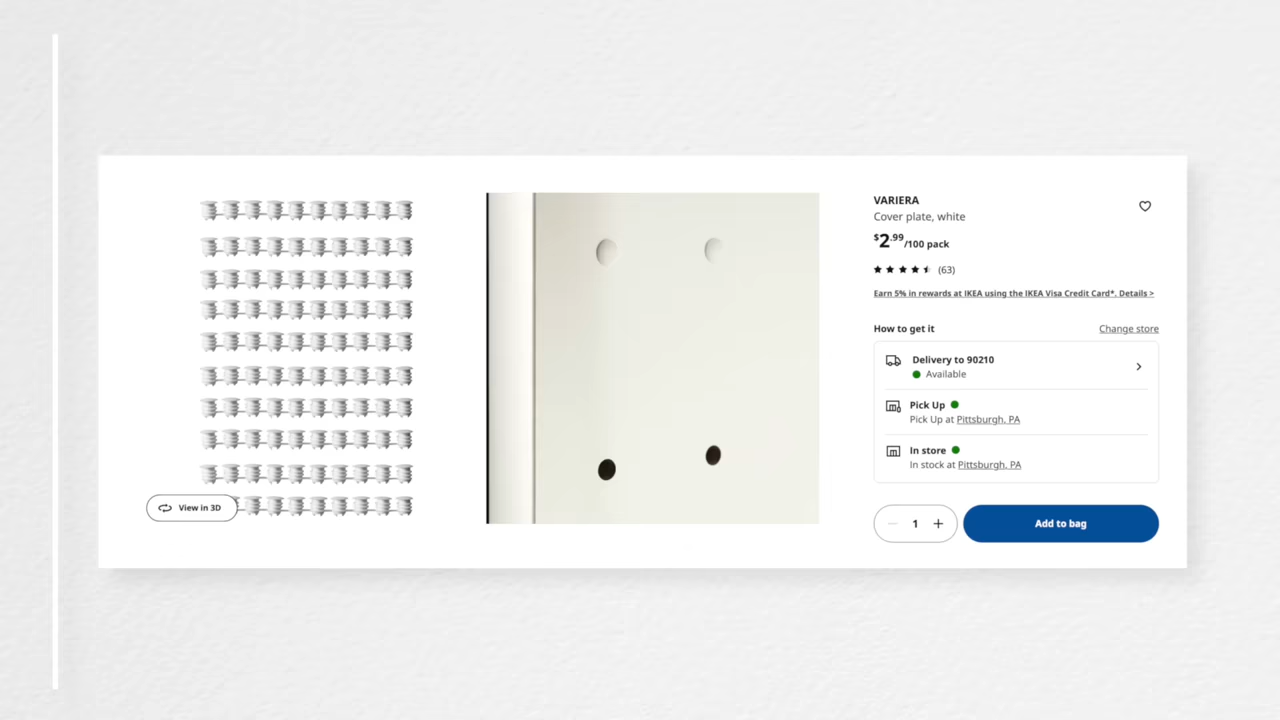 VARIERA
Cover plate, white
$2.99/100 pack
(63)
Earn 5% in rewards at IKEA using the IKEA Visa Credit Card*. Details >
How to get it
Change store
Delivery to 90210
Available
Pick Up
Pick Up at Pittsburgh, PA
In store
In stock at Pittsburgh, PA
View in 3D
1
Add to bag